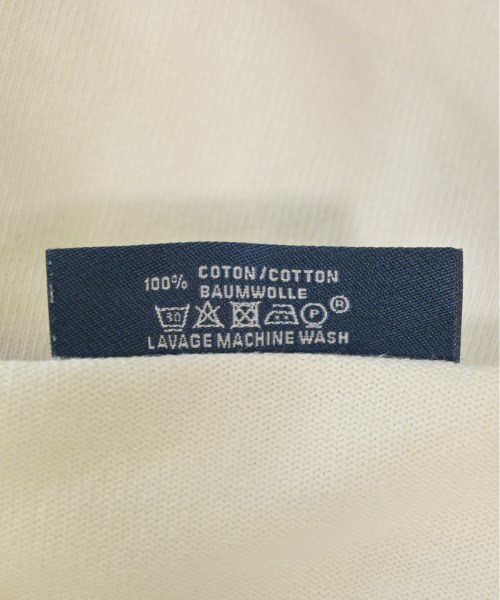 100% COTON/COTTON
BAUMWOLLE
30 P ®
LAVAGE MACHINE WASH